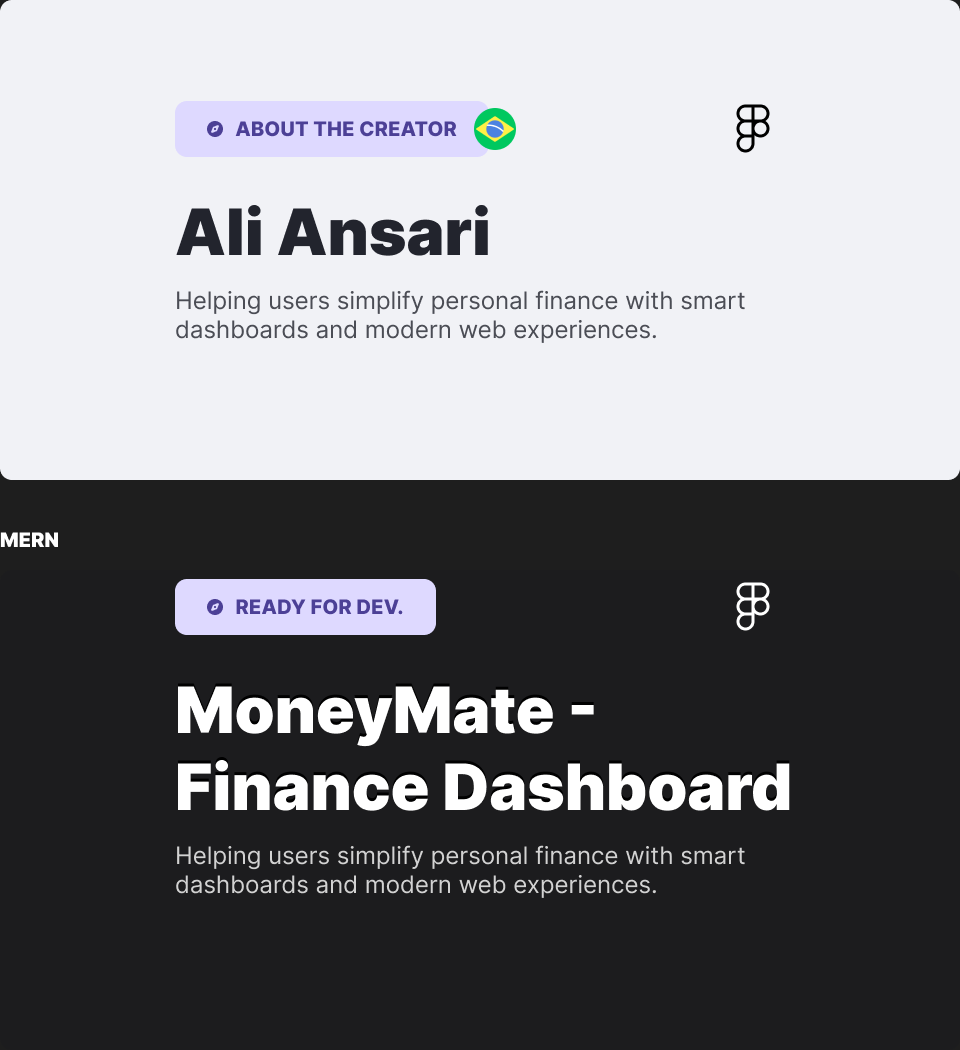 ABOUT THE CREATOR
Ali Ansari
Helping users simplify personal finance with smart
dashboards and modern web experiences.
MERN
READY FOR DEV.
MoneyMate -
Finance Dashboard
Helping users simplify personal finance with smart
dashboards and modern web experiences.